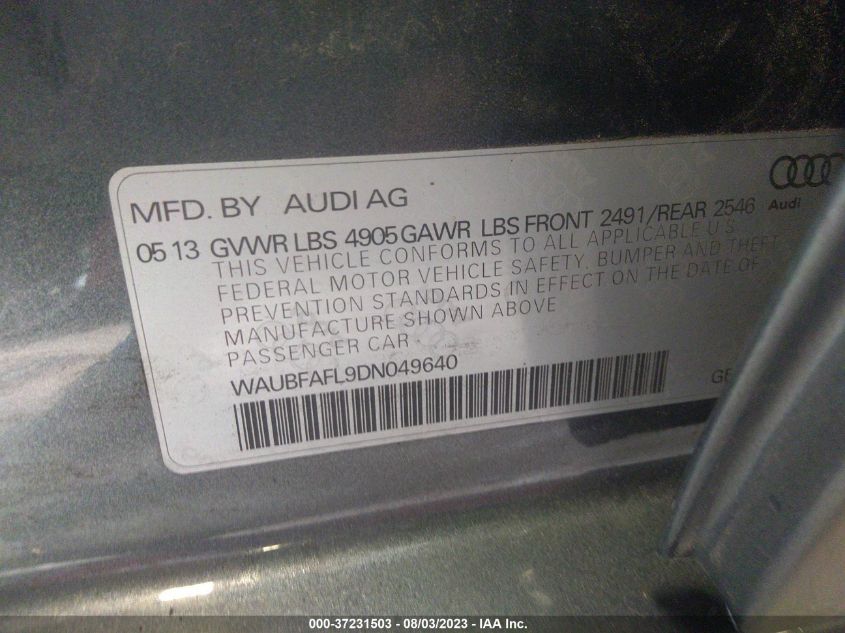 MFD. BY AUDI AG
Audi
05 13 GVWR LBS 4905 GAWR LBS FRONT 2491/REAR 2546
THIS VEHICLE CONFORMS TO ALL APPLICABLE U.S.
FEDERAL MOTOR VEHICLE SAFETY, BUMPER AND THEFT
PREVENTION STANDARDS IN EFFECT ON THE DATE OF
MANUFACTURE SHOWN ABOVE
PASSENGER CAR
WAUBFAFL9DN049640
000-37231503 - 08/03/2023 - IAA Inc.